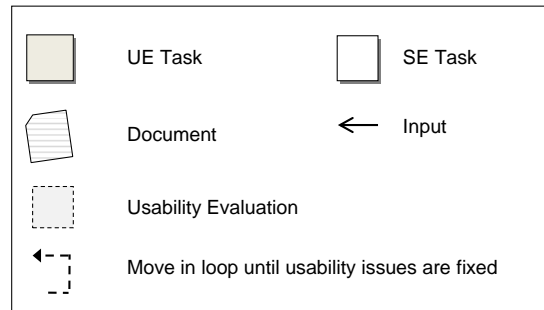 UE Task
SE Task
Document
Input
Usability Evaluation
Move in loop until usability issues are fixed